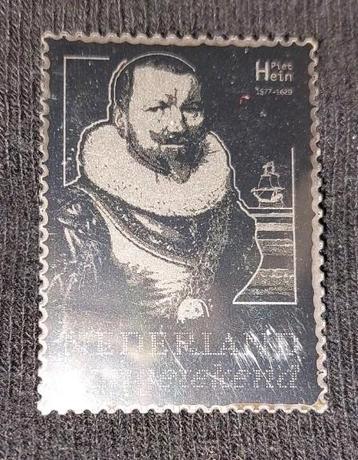 Piet
Hein
1577-1629
NEDERLAND